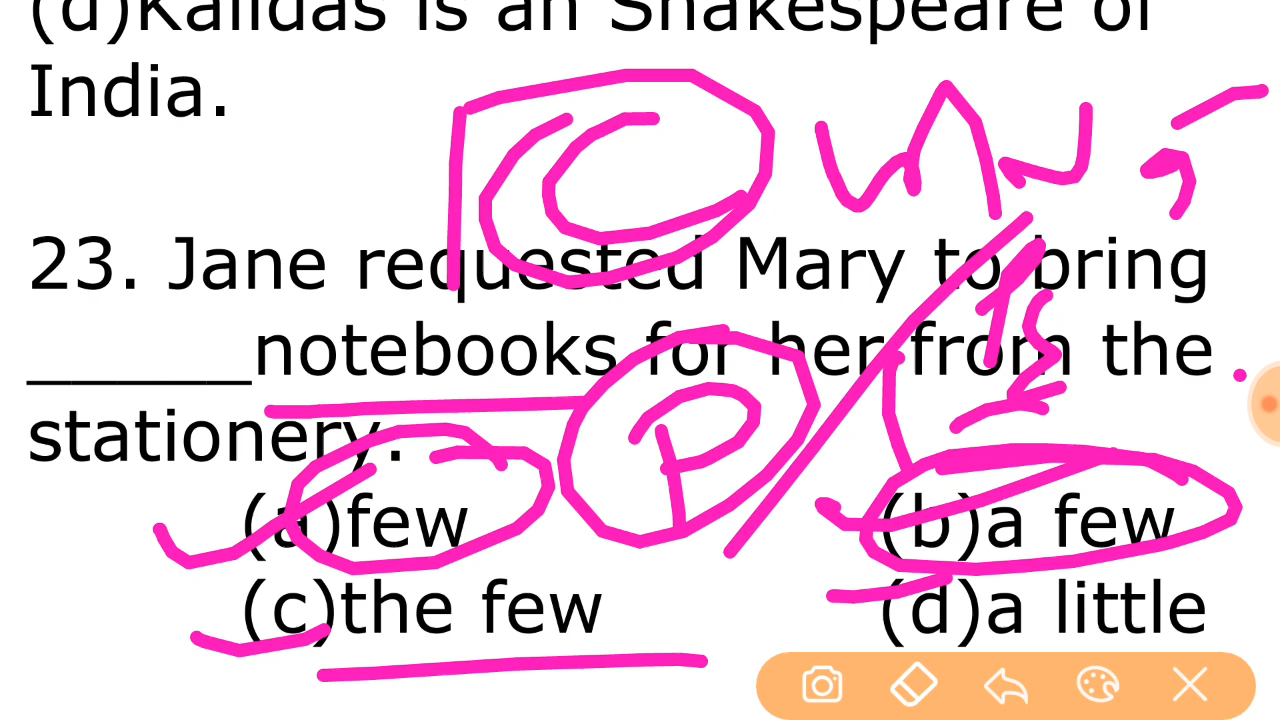 (d)Kalidas is an Shakespeare of
India.
23. Jane requested Mary to bring
______notebooks for her from the
stationery.
(a)few (b)a few
(c)the few (d)a little
C
P